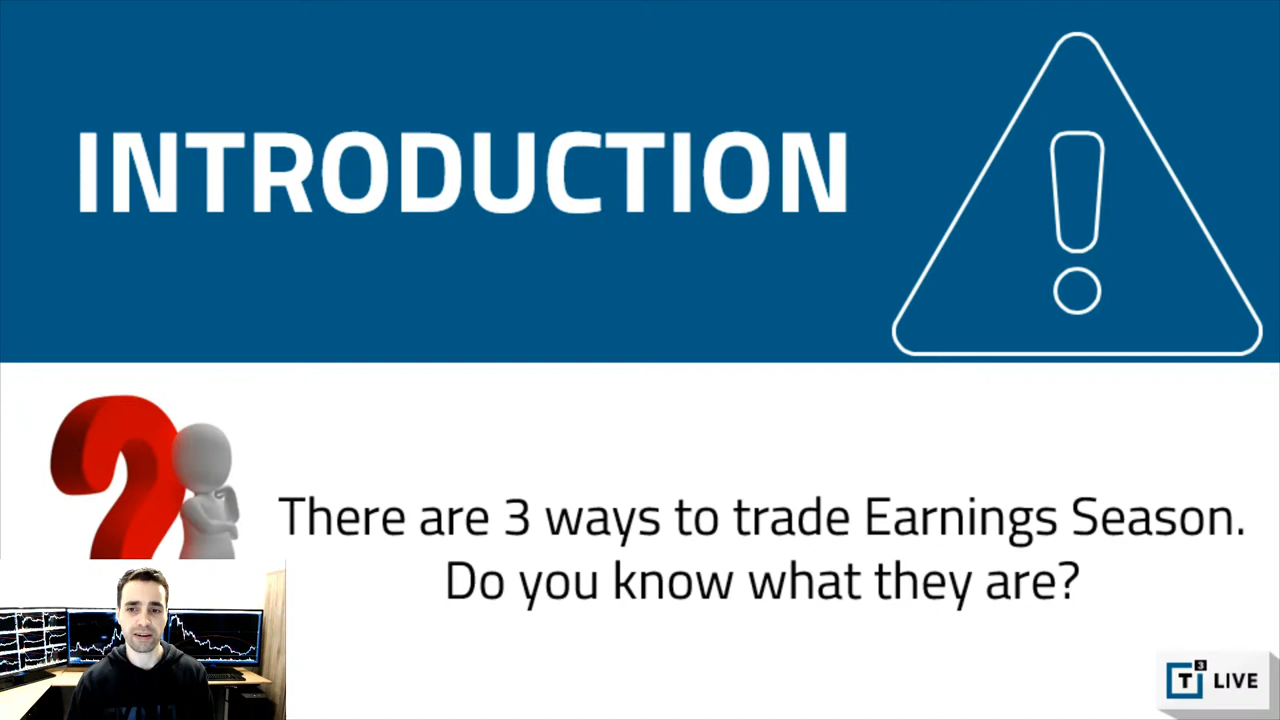 INTRODUCTION
There are 3 ways to trade Earnings Season.
Do you know what they are?
T3 LIVE